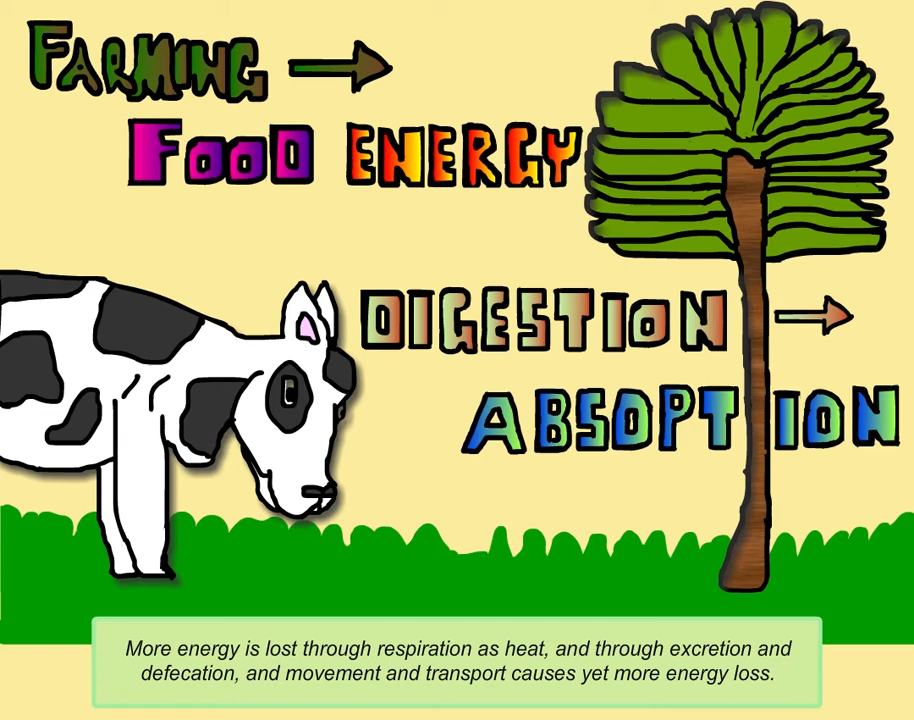 FARMING →
FOOD ENERGY
DIGESTION →
ABSOPTION
More energy is lost through respiration as heat, and through excretion and
defecation, and movement and transport causes yet more energy loss.